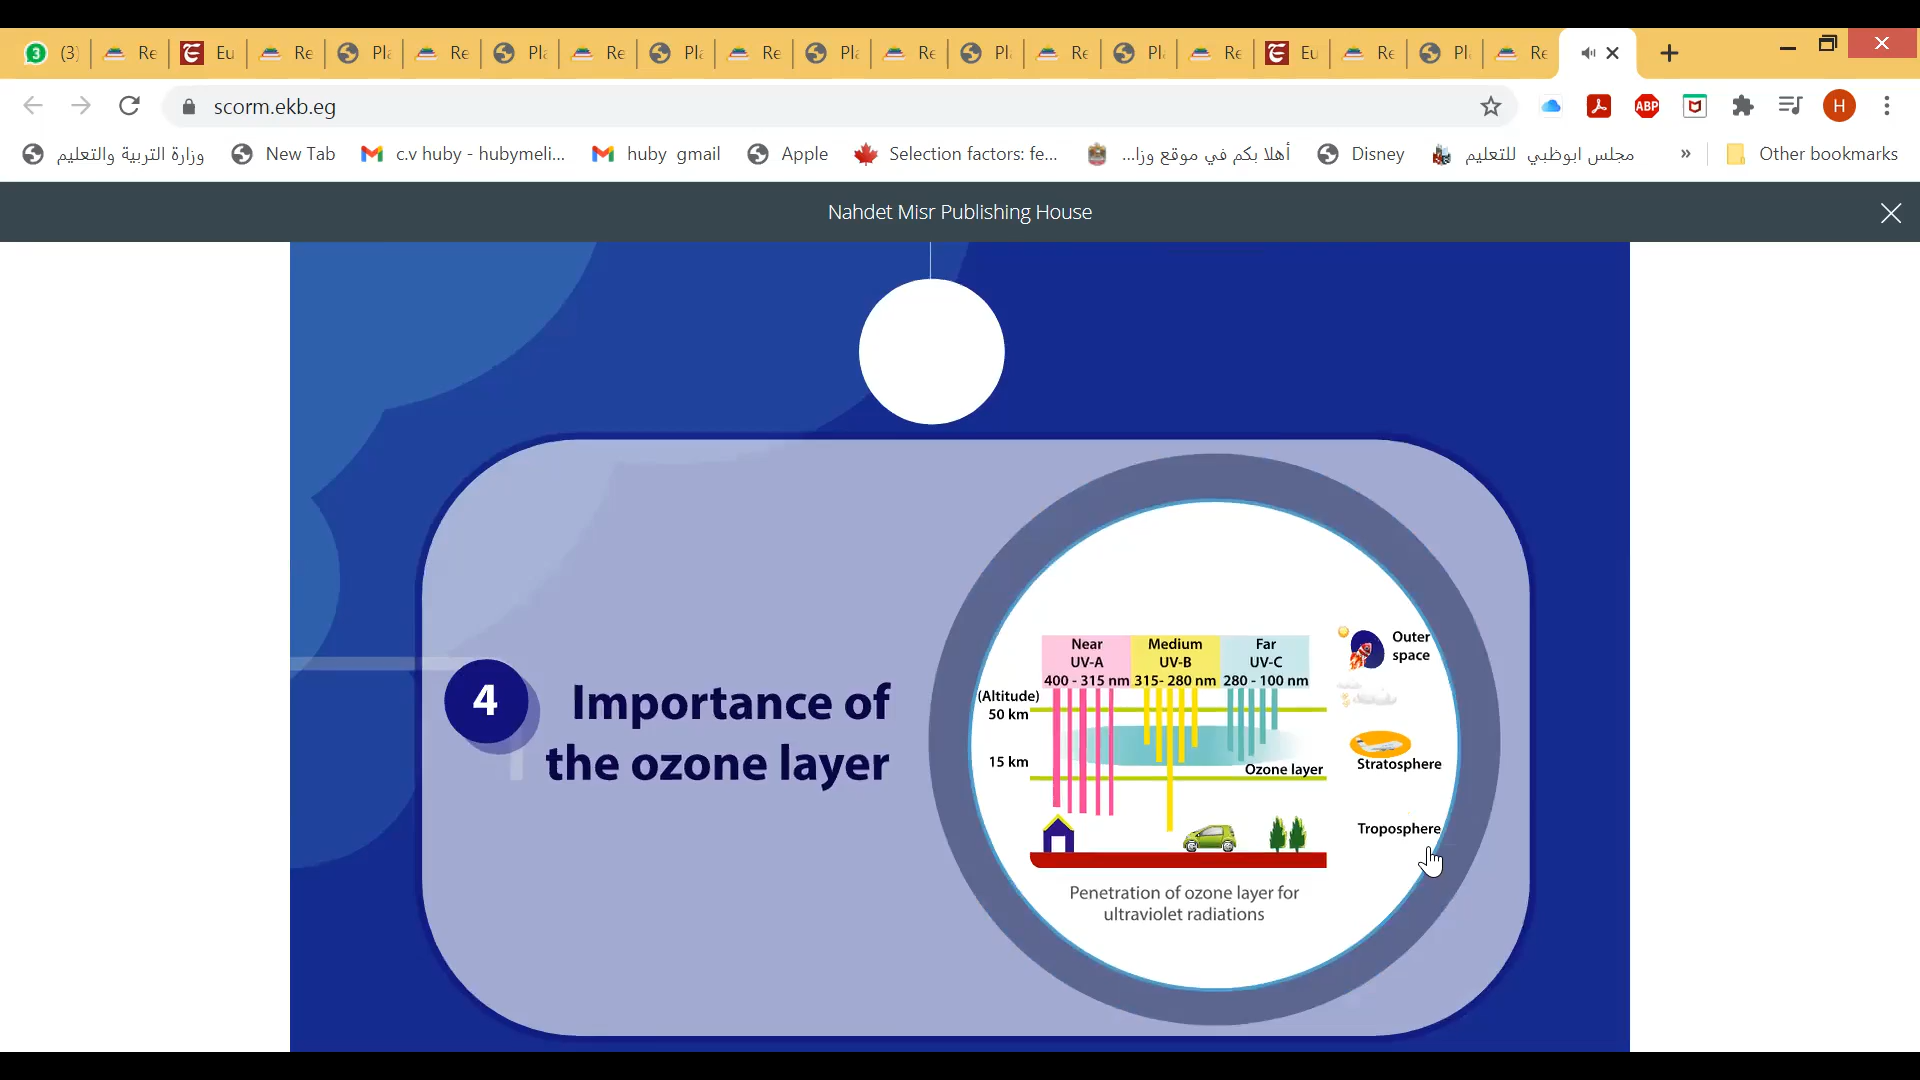 3 (3) Re Eu Re Pl Re Pl Re Pl Re Pl Re Pl Re Pl Re Eu Re Pl Re
scorm.ekb.eg
ABP
H
وزارة التربية والتعليم New Tab c.v huby - hubymeli... huby gmail Apple Selection factors: fe... أهلا بكم في موقع وزا... Disney مجلس ابوظبي للتعليم » Other bookmarks
Nahdet Misr Publishing House
4
Importance of
the ozone layer
Near
UV-A
400 - 315 nm
Medium
UV-B
315- 280 nm
Far
UV-C
280 - 100 nm
Outer
space
(Altitude)
50 km
15 km
Ozone layer
Stratosphere
Troposphere
Penetration of ozone layer for
ultraviolet radiations